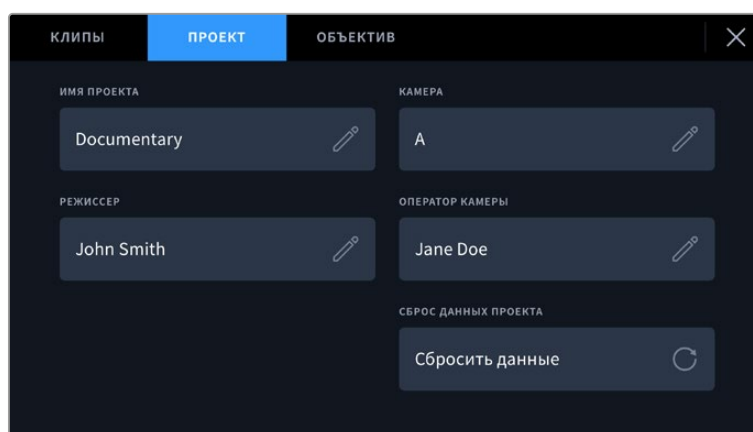 КЛИПЫ ПРОЕКТ ОБЪЕКТИВ
ИМЯ ПРОЕКТА КАМЕРА
Documentary A
РЕЖИССЕР ОПЕРАТОР КАМЕРЫ
John Smith Jane Doe
СБРОС ДАННЫХ ПРОЕКТА
Сбросить данные